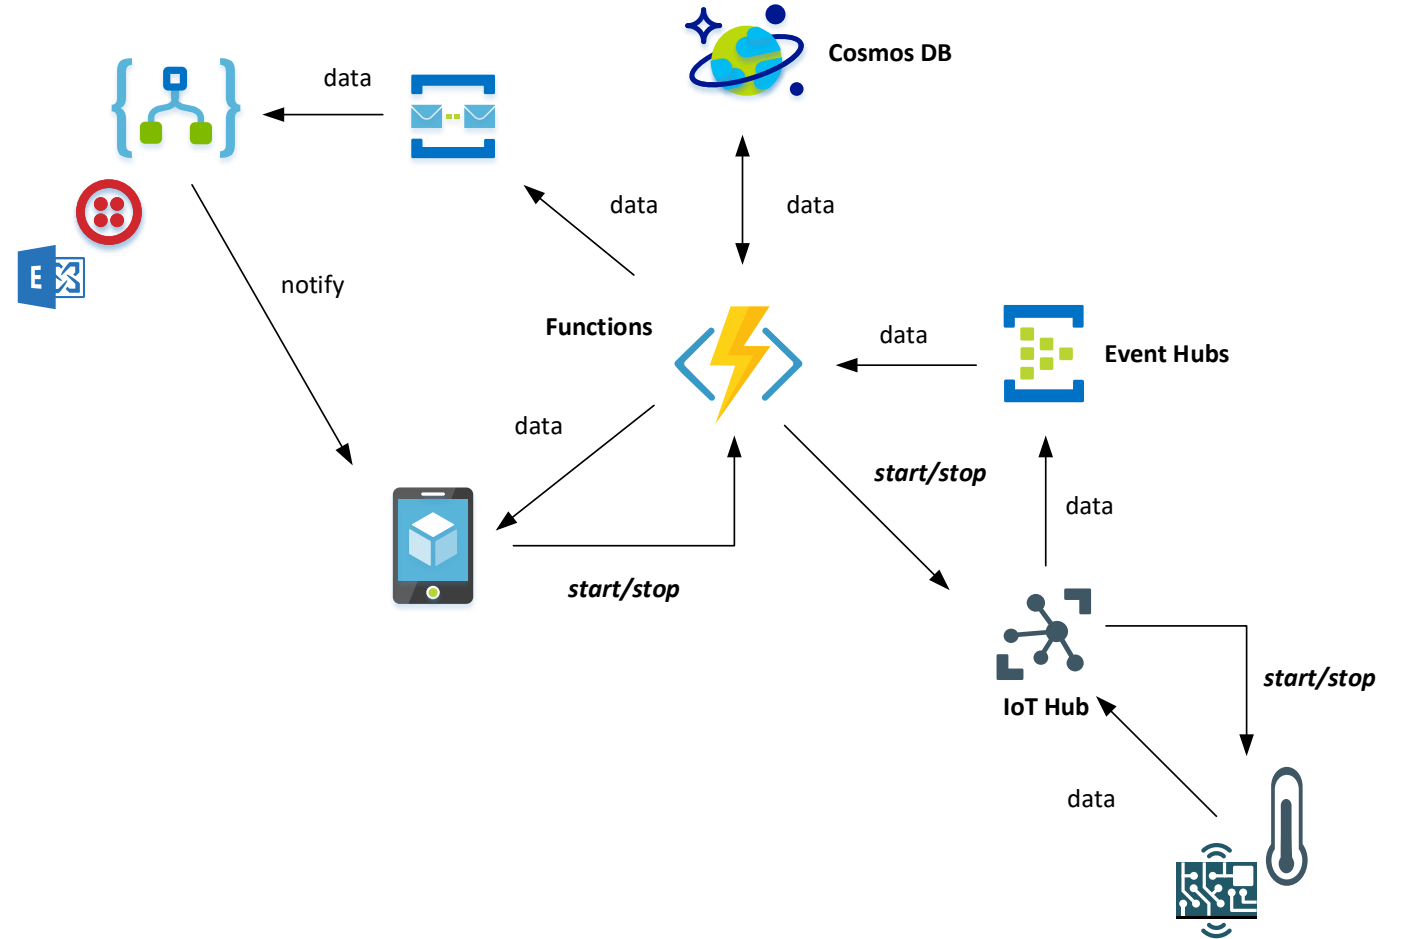 Cosmos DB
data
data
data
notify
Functions
data
Event Hubs
data
start/stop
data
start/stop
start/stop
IoT Hub
data
E